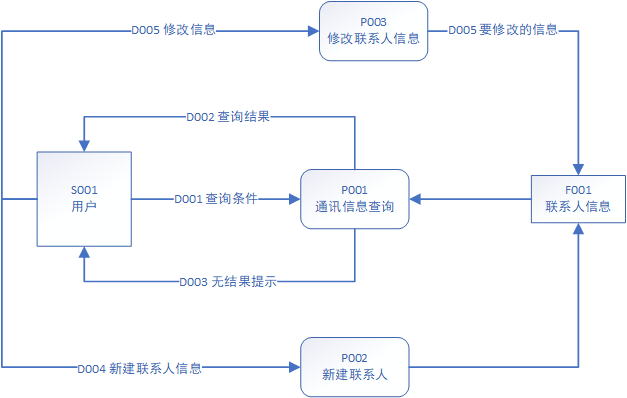 P003
修改联系人信息
D005 修改信息
D005 要修改的信息
D002 查询结果
S001
用户
D001 查询条件
P001
通讯信息查询
F001
联系人信息
D003 无结果提示
P002
新建联系人
D004 新建联系人信息